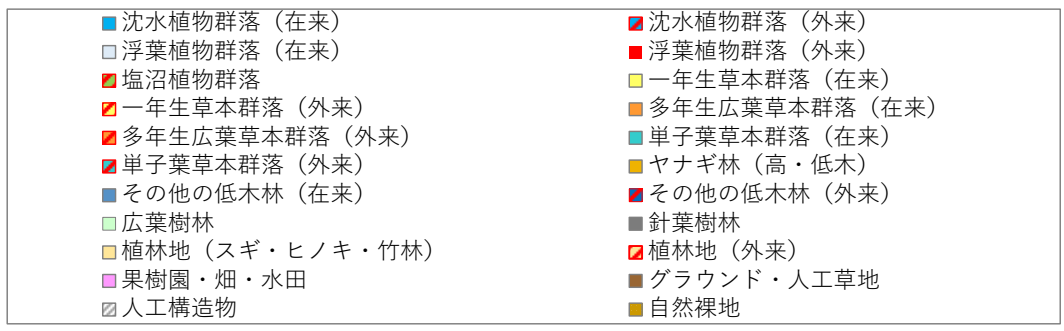 沈水植物群落（在来） 沈水植物群落（外来）
浮葉植物群落（在来） 浮葉植物群落（外来）
塩沼植物群落 一年生草本群落（在来）
一年生草本群落（外来） 多年生広葉草本群落（在来）
多年生広葉草本群落（外来） 単子葉草本群落（在来）
単子葉草本群落（外来） ヤナギ林（高・低木）
その他の低木林（在来） その他の低木林（外来）
広葉樹林 針葉樹林
植林地（スギ・ヒノキ・竹林） 植林地（外来）
果樹園・畑・水田 グラウンド・人工草地
人工構造物 自然裸地